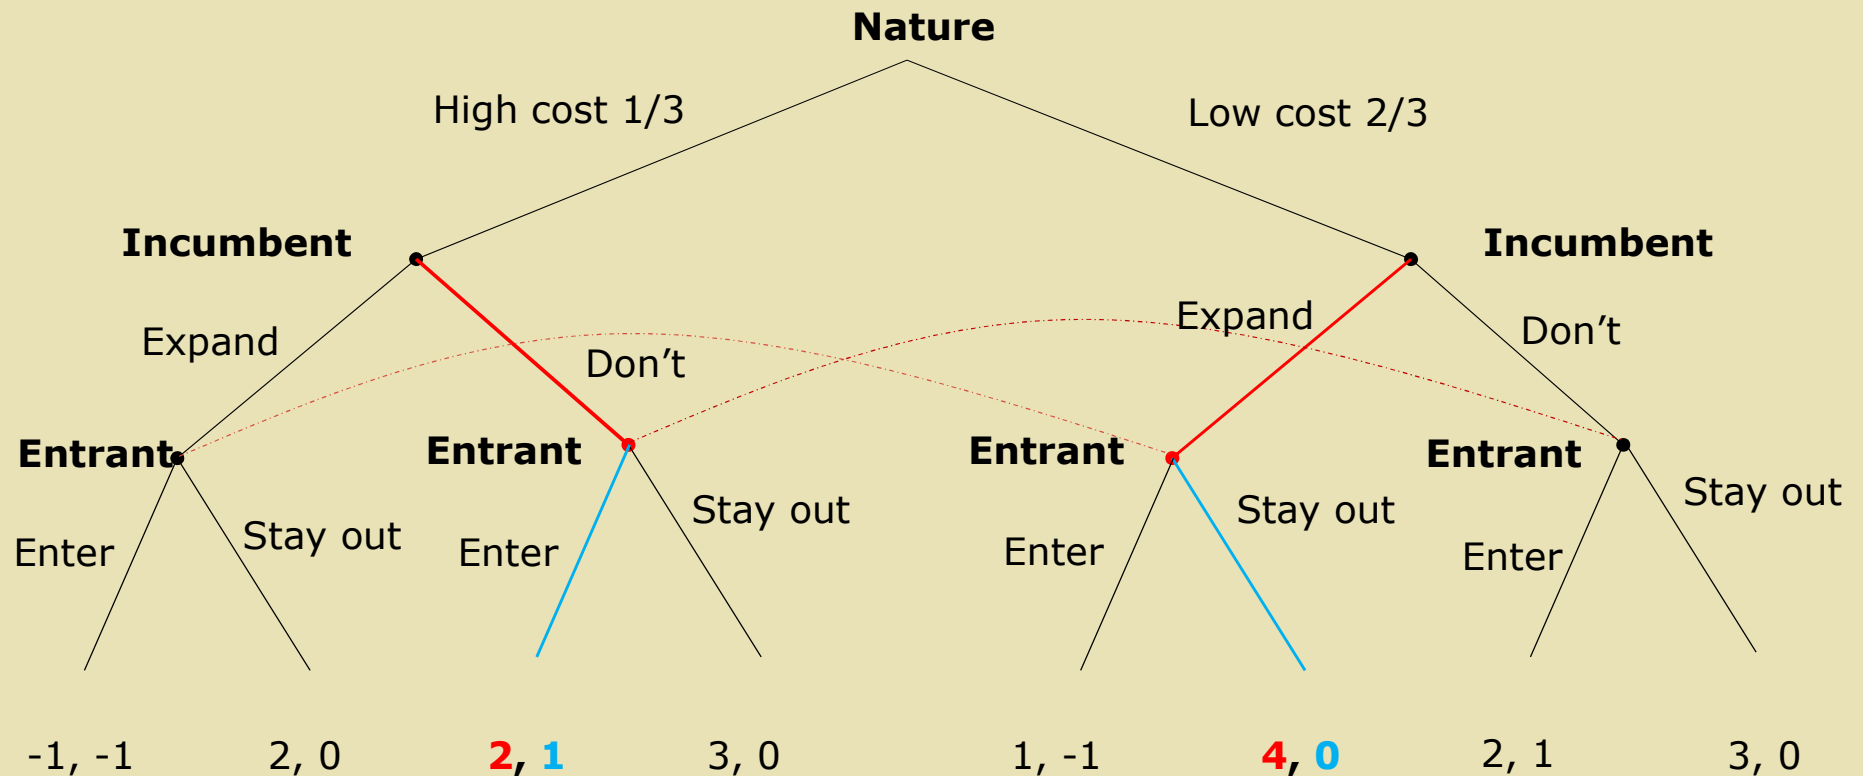 Nature
High cost 1/3
Low cost 2/3
Incumbent
Incumbent
Expand
Don’t
Expand
Don’t
Entrant
Entrant
Entrant
Entrant
Enter
Stay out
Enter
Stay out
Enter
Stay out
Enter
Stay out
-1, -1
2, 0
2, 1
3, 0
1, -1
4, 0
2, 1
3, 0